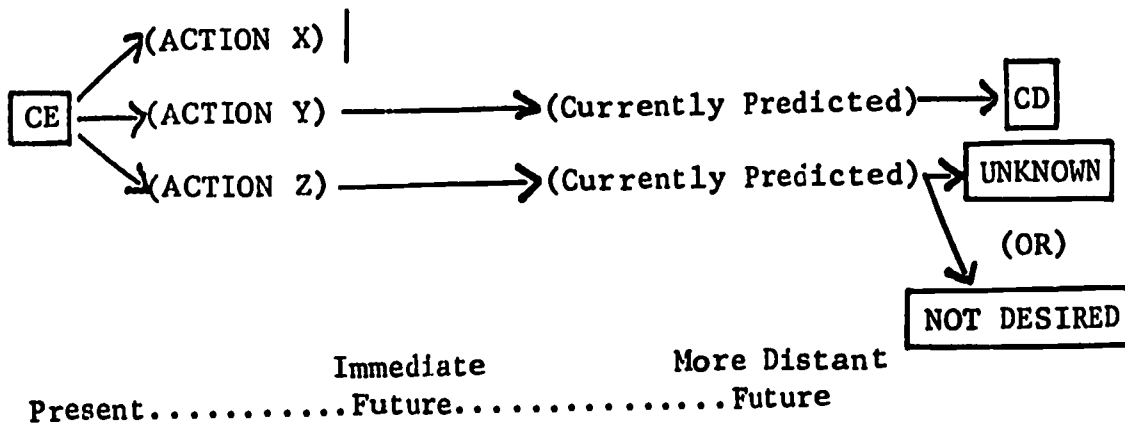 (ACTION X)
CE (ACTION Y) (Currently Predicted) CD
(ACTION Z) (Currently Predicted) UNKNOWN
(OR)
NOT DESIRED
Immediate More Distant
Present...........Future................Future